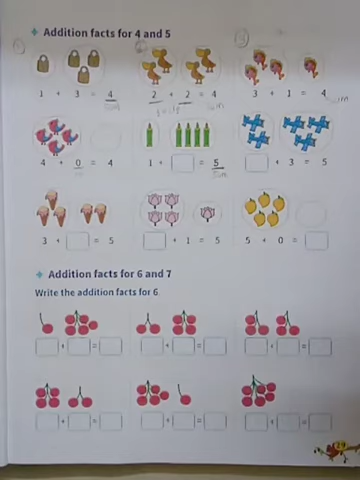 Addition facts for 4 and 5
1 + 3 = 4
2 + 2 = 4
3 + 1 = 4
4 + 0 = 4
1 + = 5
+ 3 = 5
3 + = 5
+ 1 = 5
5 + 0 =
Addition facts for 6 and 7
Write the addition facts for 6.
+ =
+ =
+ =
+ =
+ =
+ =
29